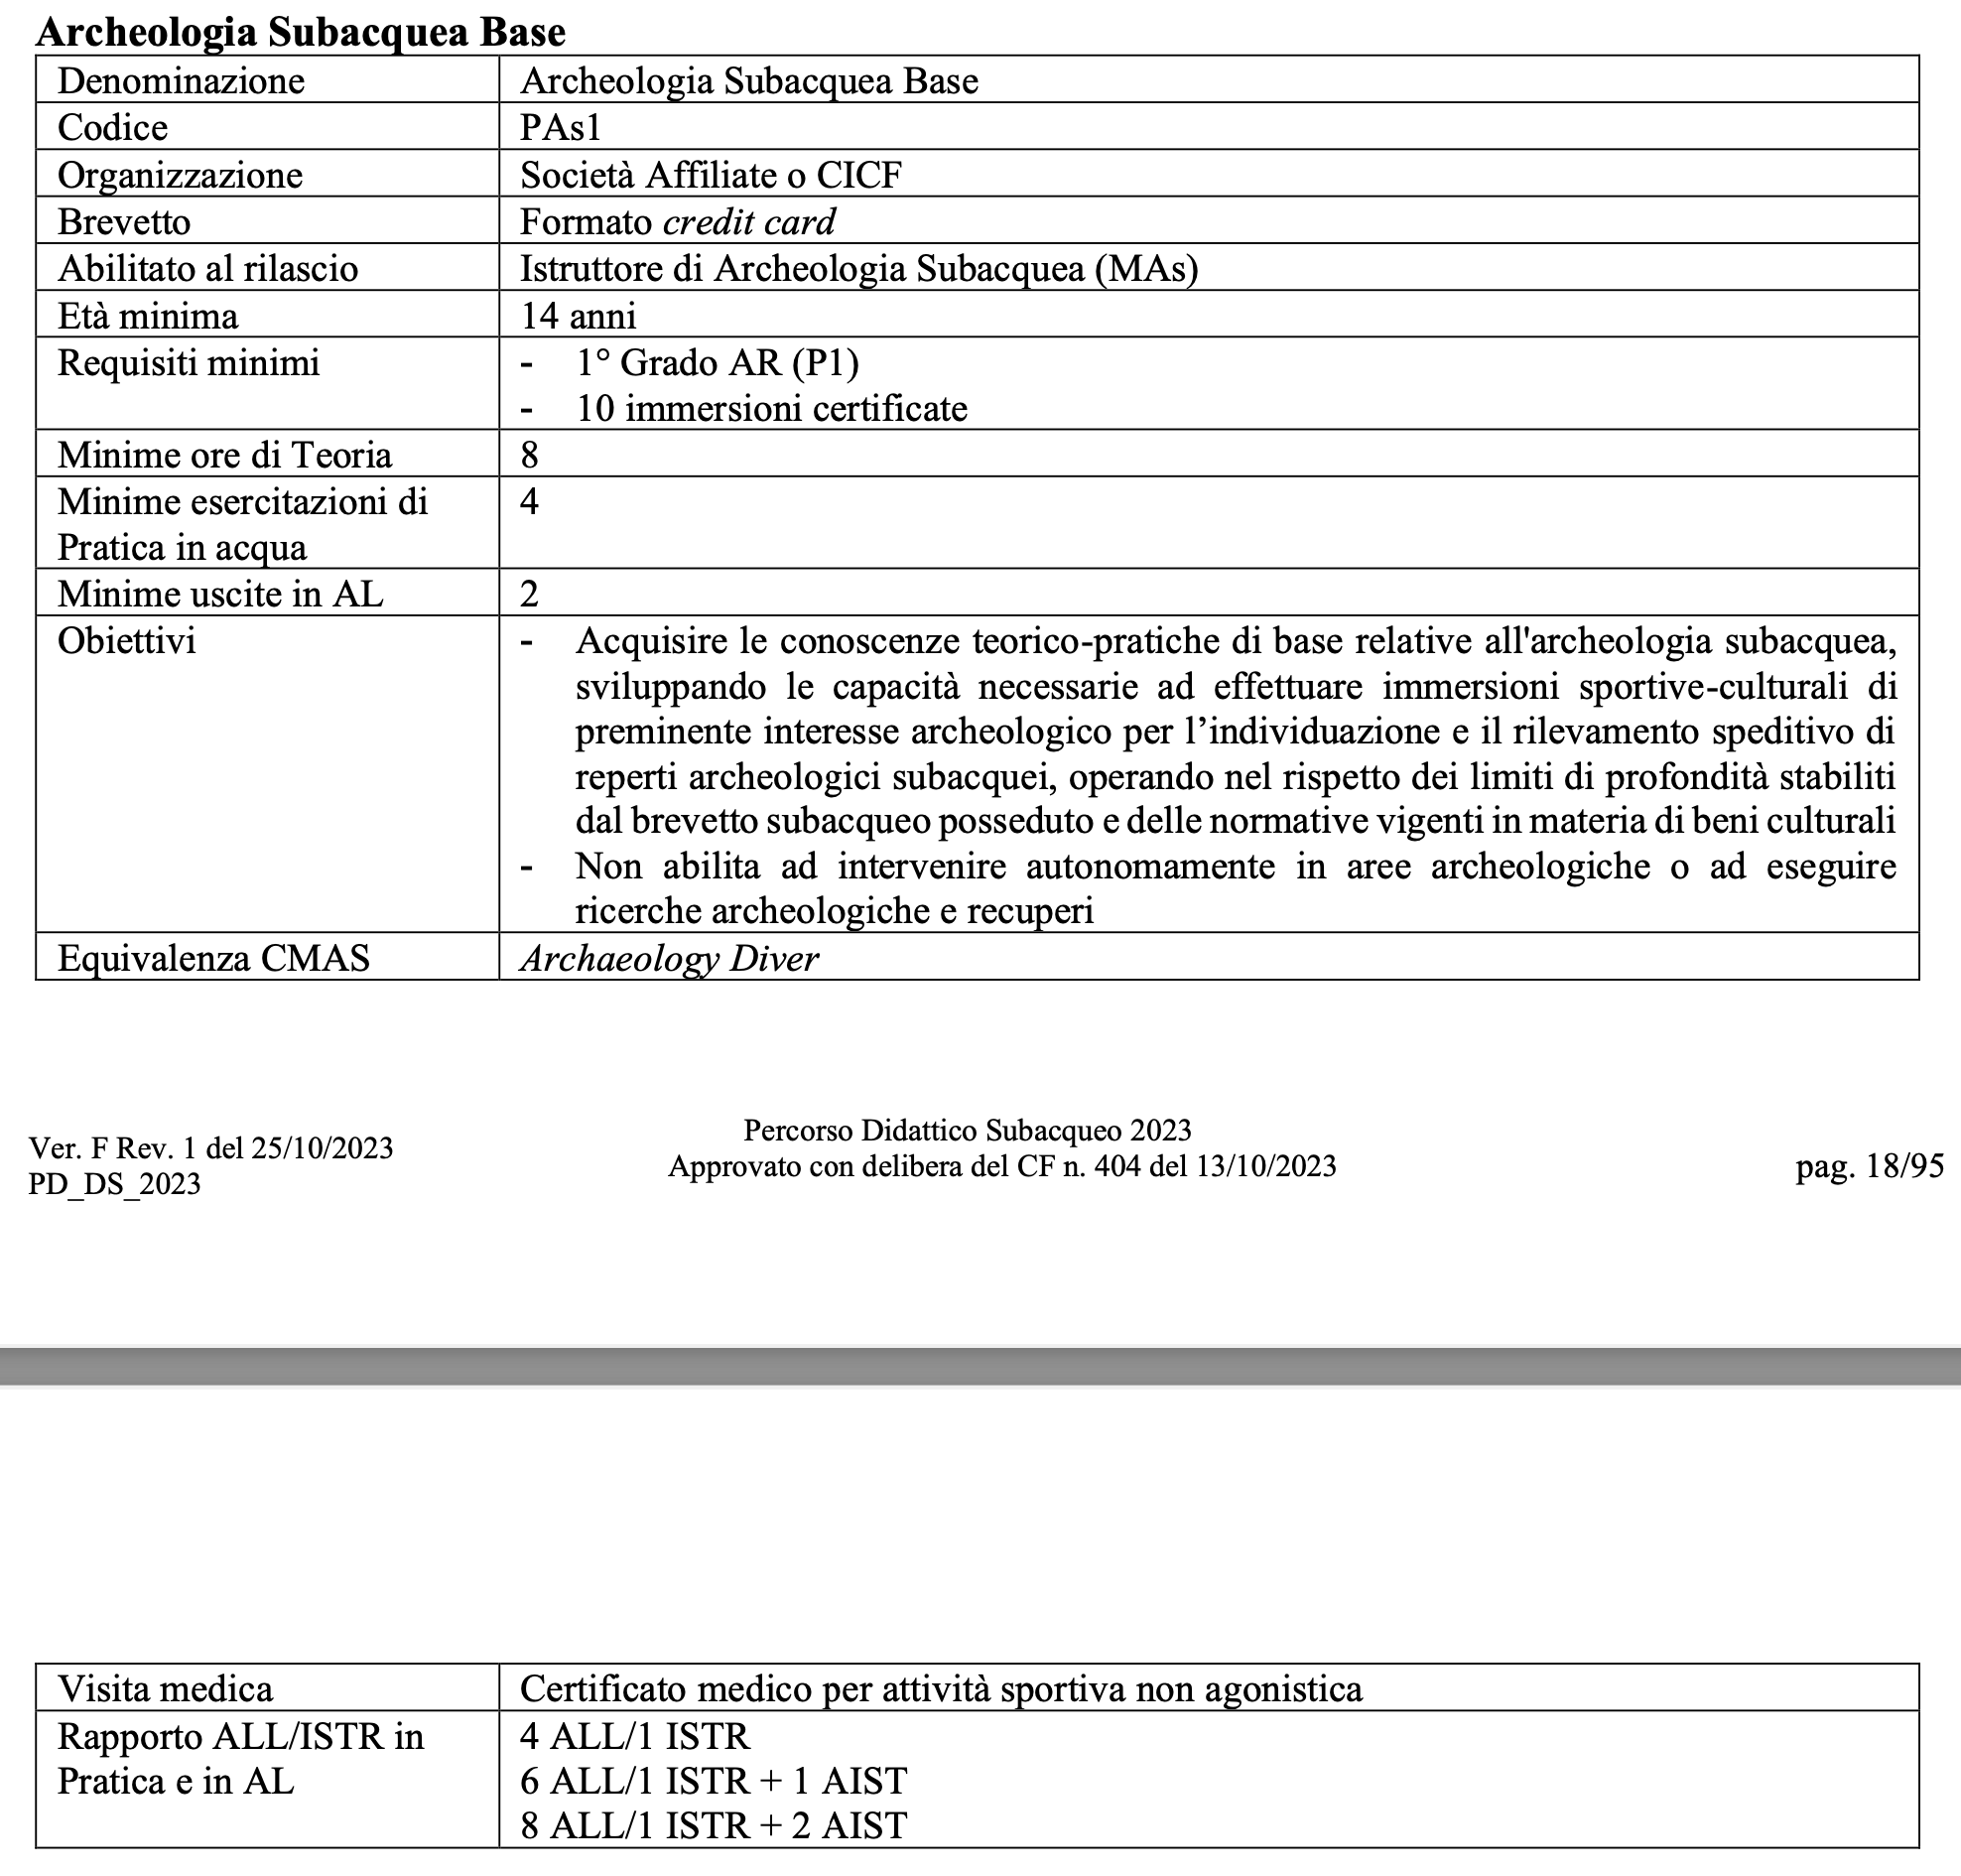 Archeologia Subacquea Base
Denominazione
Archeologia Subacquea Base
Codice
PAs1
Organizzazione
Società Affiliate o CICF
Brevetto
Formato credit card
Abilitato al rilascio
Istruttore di Archeologia Subacquea (MAs)
Età minima
14 anni
Requisiti minimi
- 1° Grado AR (P1)
- 10 immersioni certificate
Minime ore di Teoria
8
Minime esercitazioni di
Pratica in acqua
4
Minime uscite in AL
2
Obiettivi
- Acquisire le conoscenze teorico-pratiche di base relative all'archeologia subacquea,
sviluppando le capacità necessarie ad effettuare immersioni sportive-culturali di
preminente interesse archeologico per l’individuazione e il rilevamento speditivo di
reperti archeologici subacquei, operando nel rispetto dei limiti di profondità stabiliti
dal brevetto subacqueo posseduto e delle normative vigenti in materia di beni culturali
- Non abilita ad intervenire autonomamente in aree archeologiche o ad eseguire
ricerche archeologiche e recuperi
Equivalenza CMAS
Archaeology Diver
Ver. F Rev. 1 del 25/10/2023
PD_DS_2023
Percorso Didattico Subacqueo 2023
Approvato con delibera del CF n. 404 del 13/10/2023
pag. 18/95
Visita medica
Certificato medico per attività sportiva non agonistica
Rapporto ALL/ISTR in
Pratica e in AL
4 ALL/1 ISTR
6 ALL/1 ISTR + 1 AIST
8 ALL/1 ISTR + 2 AIST